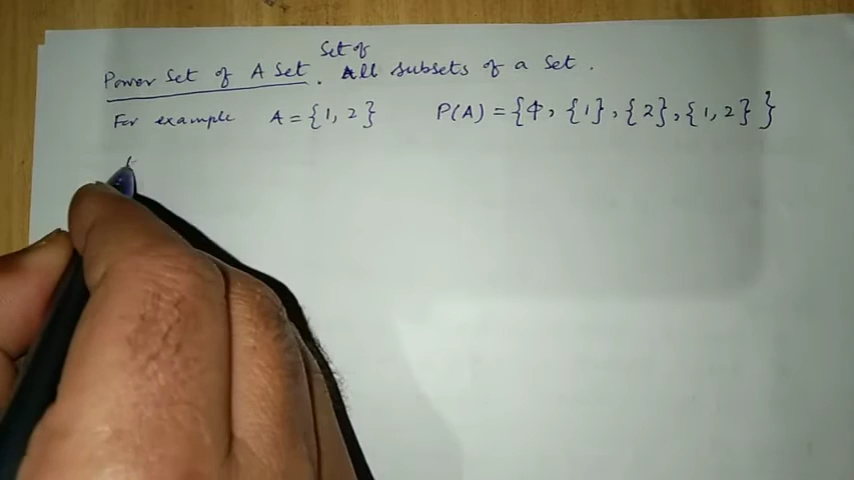 Power Set of A Set . Set of All subsets of a Set .
For example A = {1, 2} P(A) = {Φ, {1}, {2}, {1, 2} }